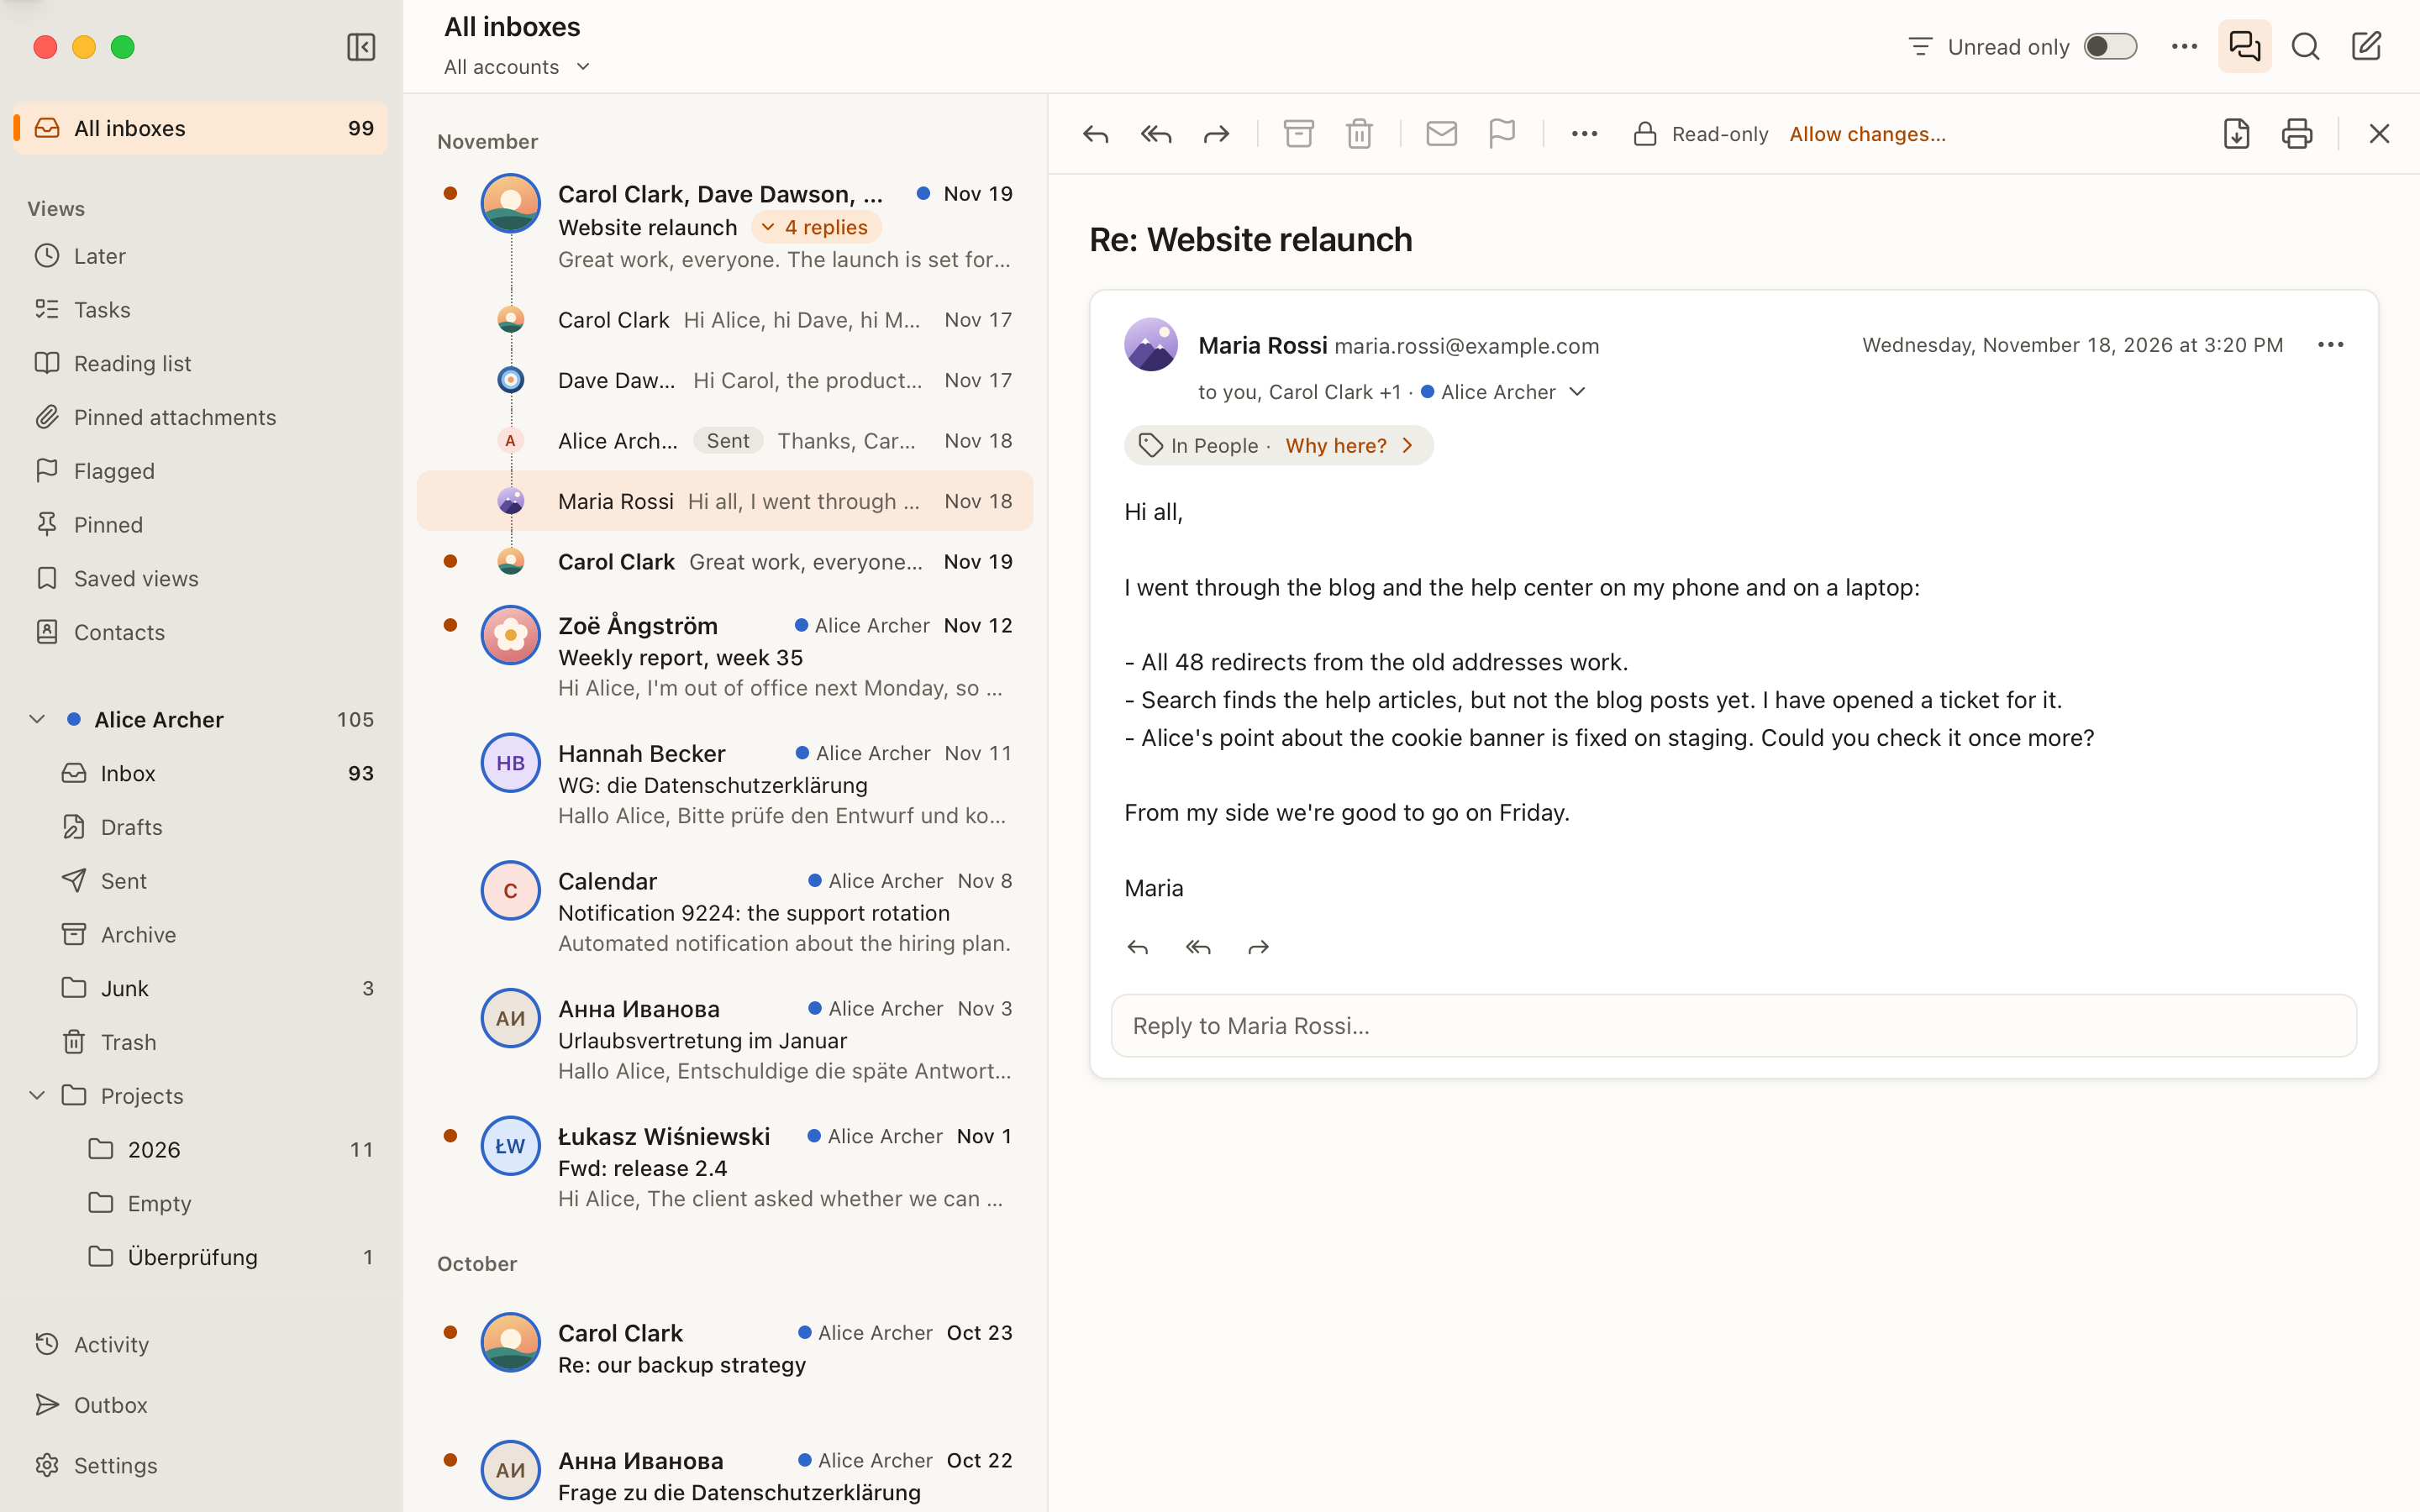 All inboxes 99
Views
Later
Tasks
Reading list
Pinned attachments
Flagged
Pinned
Saved views
Contacts
Alice Archer 105
Inbox 93
Drafts
Sent
Archive
Junk 3
Trash
Projects
2026 11
Empty
Überprüfung 1
Activity
Outbox
Settings
All inboxes
All accounts
Unread only
November
Carol Clark, Dave Dawson, ... Nov 19
Website relaunch 4 replies
Great work, everyone. The launch is set for...
Carol Clark Hi Alice, hi Dave, hi M... Nov 17
Dave Daw... Hi Carol, the product... Nov 17
A Alice Arch... Sent Thanks, Car... Nov 18
Maria Rossi Hi all, I went through ... Nov 18
Carol Clark Great work, everyone... Nov 19
Zoë Ångström Alice Archer Nov 12
Weekly report, week 35
Hi Alice, I'm out of office next Monday, so ...
HB Hannah Becker Alice Archer Nov 11
WG: die Datenschutzerklärung
Hallo Alice, Bitte prüfe den Entwurf und ko...
C Calendar Alice Archer Nov 8
Notification 9224: the support rotation
Automated notification about the hiring plan.
АИ Анна Иванова Alice Archer Nov 3
Urlaubsvertretung im Januar
Hallo Alice, Entschuldige die späte Antwort...
ŁW Łukasz Wiśniewski Alice Archer Nov 1
Fwd: release 2.4
Hi Alice, The client asked whether we can ...
October
Carol Clark Alice Archer Oct 23
Re: our backup strategy
АИ Анна Иванова Alice Archer Oct 22
Frage zu die Datenschutzerklärung
Read-only Allow changes...
Re: Website relaunch
Maria Rossi maria.rossi@example.com Wednesday, November 18, 2026 at 3:20 PM
to you, Carol Clark +1 · Alice Archer
In People · Why here?
Hi all,
I went through the blog and the help center on my phone and on a laptop:
- All 48 redirects from the old addresses work.
- Search finds the help articles, but not the blog posts yet. I have opened a ticket for it.
- Alice's point about the cookie banner is fixed on staging. Could you check it once more?
From my side we're good to go on Friday.
Maria
Reply to Maria Rossi...